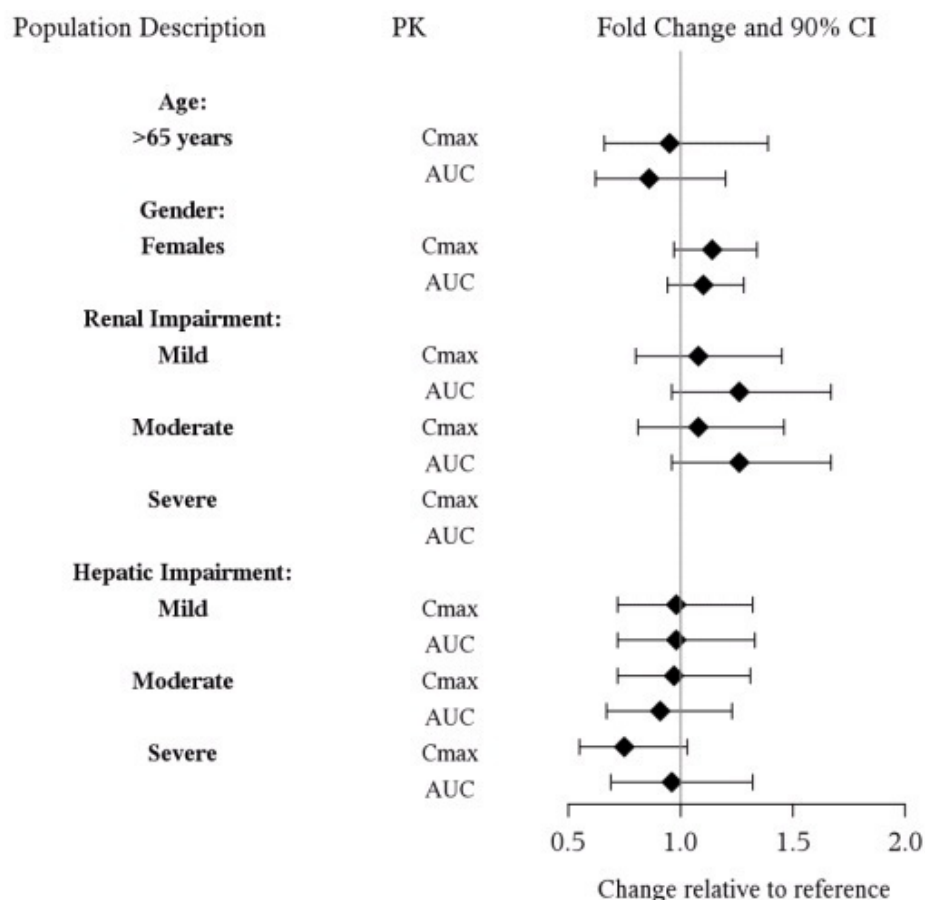 Population Description PK Fold Change and 90% CI
Age:
>65 years Cmax
AUC
Gender:
Females Cmax
AUC
Renal Impairment:
Mild Cmax
AUC
Moderate Cmax
AUC
Severe Cmax
AUC
Hepatic Impairment:
Mild Cmax
AUC
Moderate Cmax
AUC
Severe Cmax
AUC
0.5 1.0 1.5 2.0
Change relative to reference